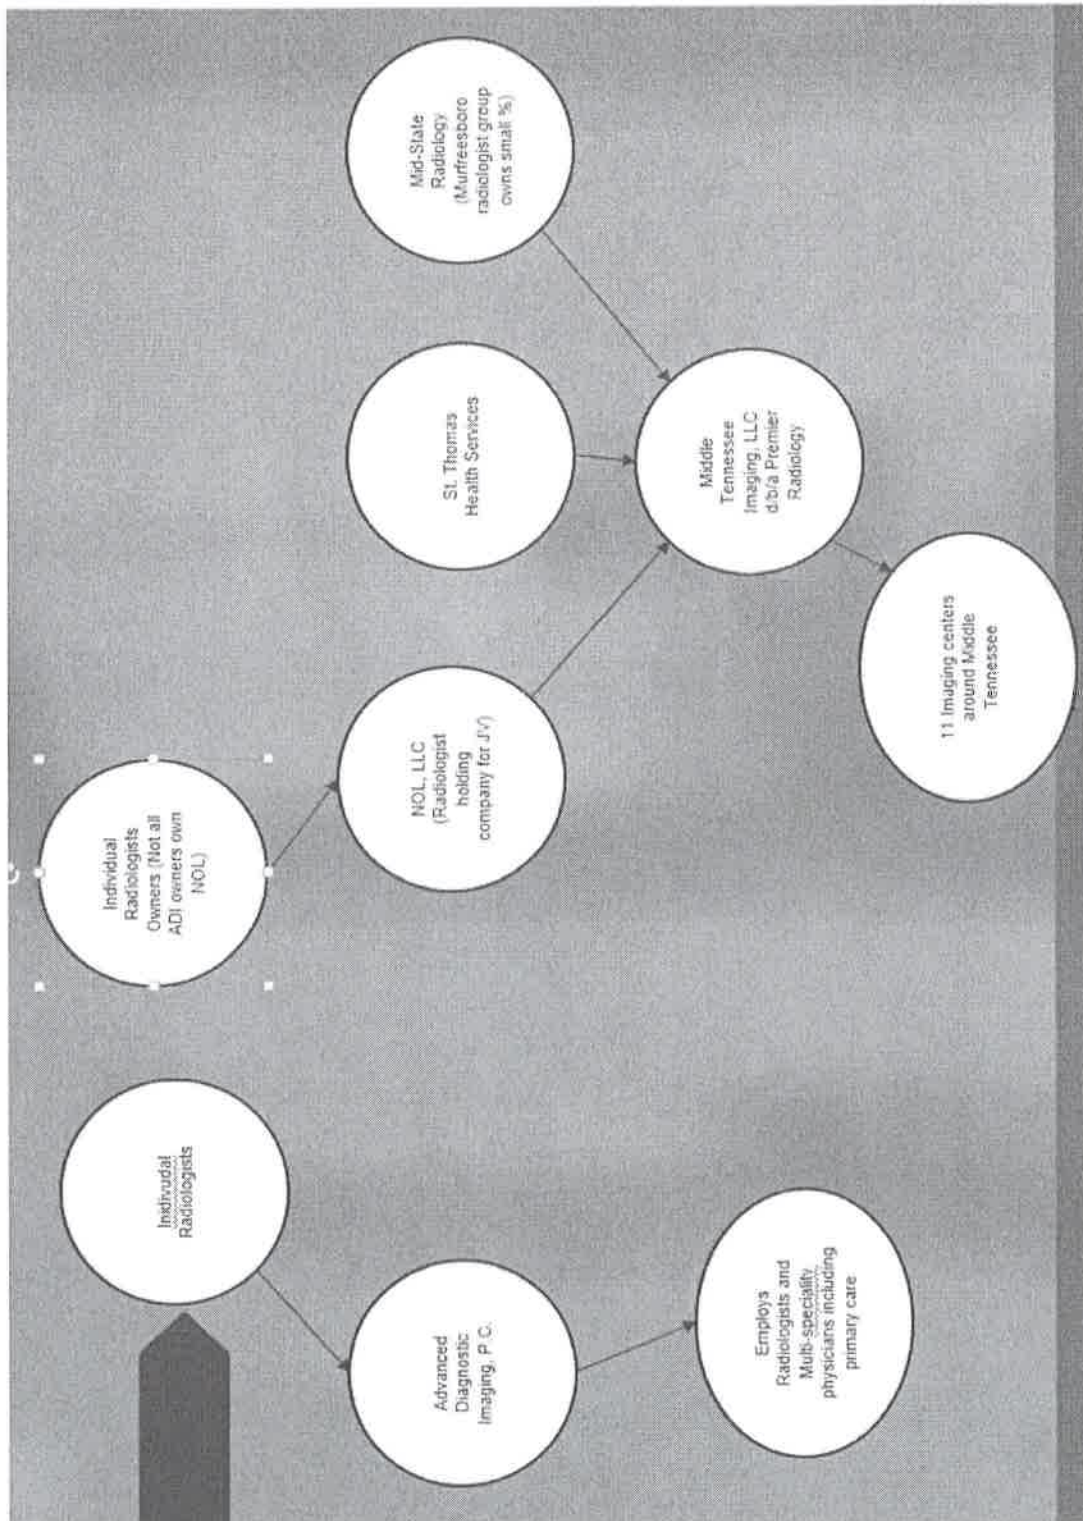 Inidivudal
Radiologists
Individual
Radiologists
Owners (Not all
ADI owners own
NOL)
Advanced
Diagnostic
Imaging, P.C.
NOL, LLC
(Radiologist
holding
company for JV)
St. Thomas
Health Services
Mid-State
Radiology
(Murfreesboro
radiologist group
owns small %)
Middle
Tennessee
Imaging, LLC
d/b/a Premier
Radiology
Employs
Radiologists and
Multi-speciality
physicians including
primary care
11 Imaging centers
around Middle
Tennessee